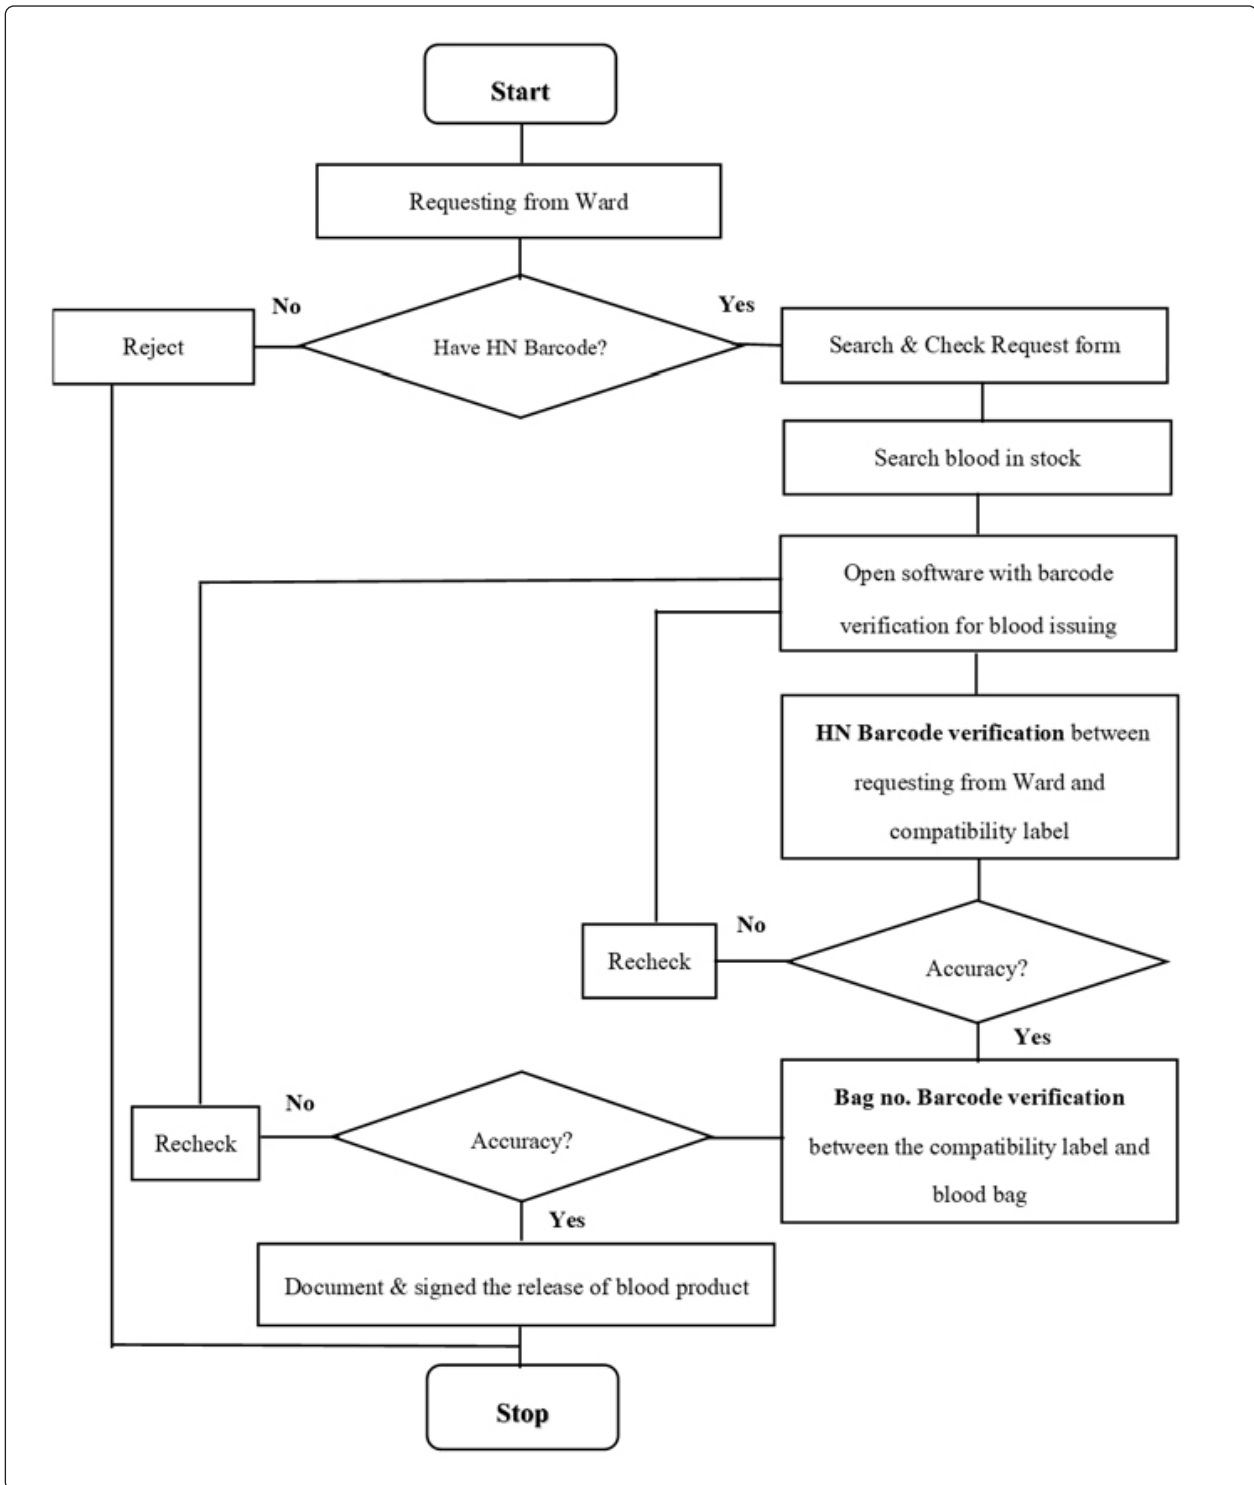 Start
Requesting from Ward
No
Yes
Reject
Have HN Barcode?
Search & Check Request form
Search blood in stock
Open software with barcode
verification for blood issuing
HN Barcode verification between
requesting from Ward and
compatibility label
No
Recheck
Accuracy?
Yes
Bag no. Barcode verification
between the compatibility label and
blood bag
No
Recheck
Accuracy?
Yes
Document & signed the release of blood product
Stop